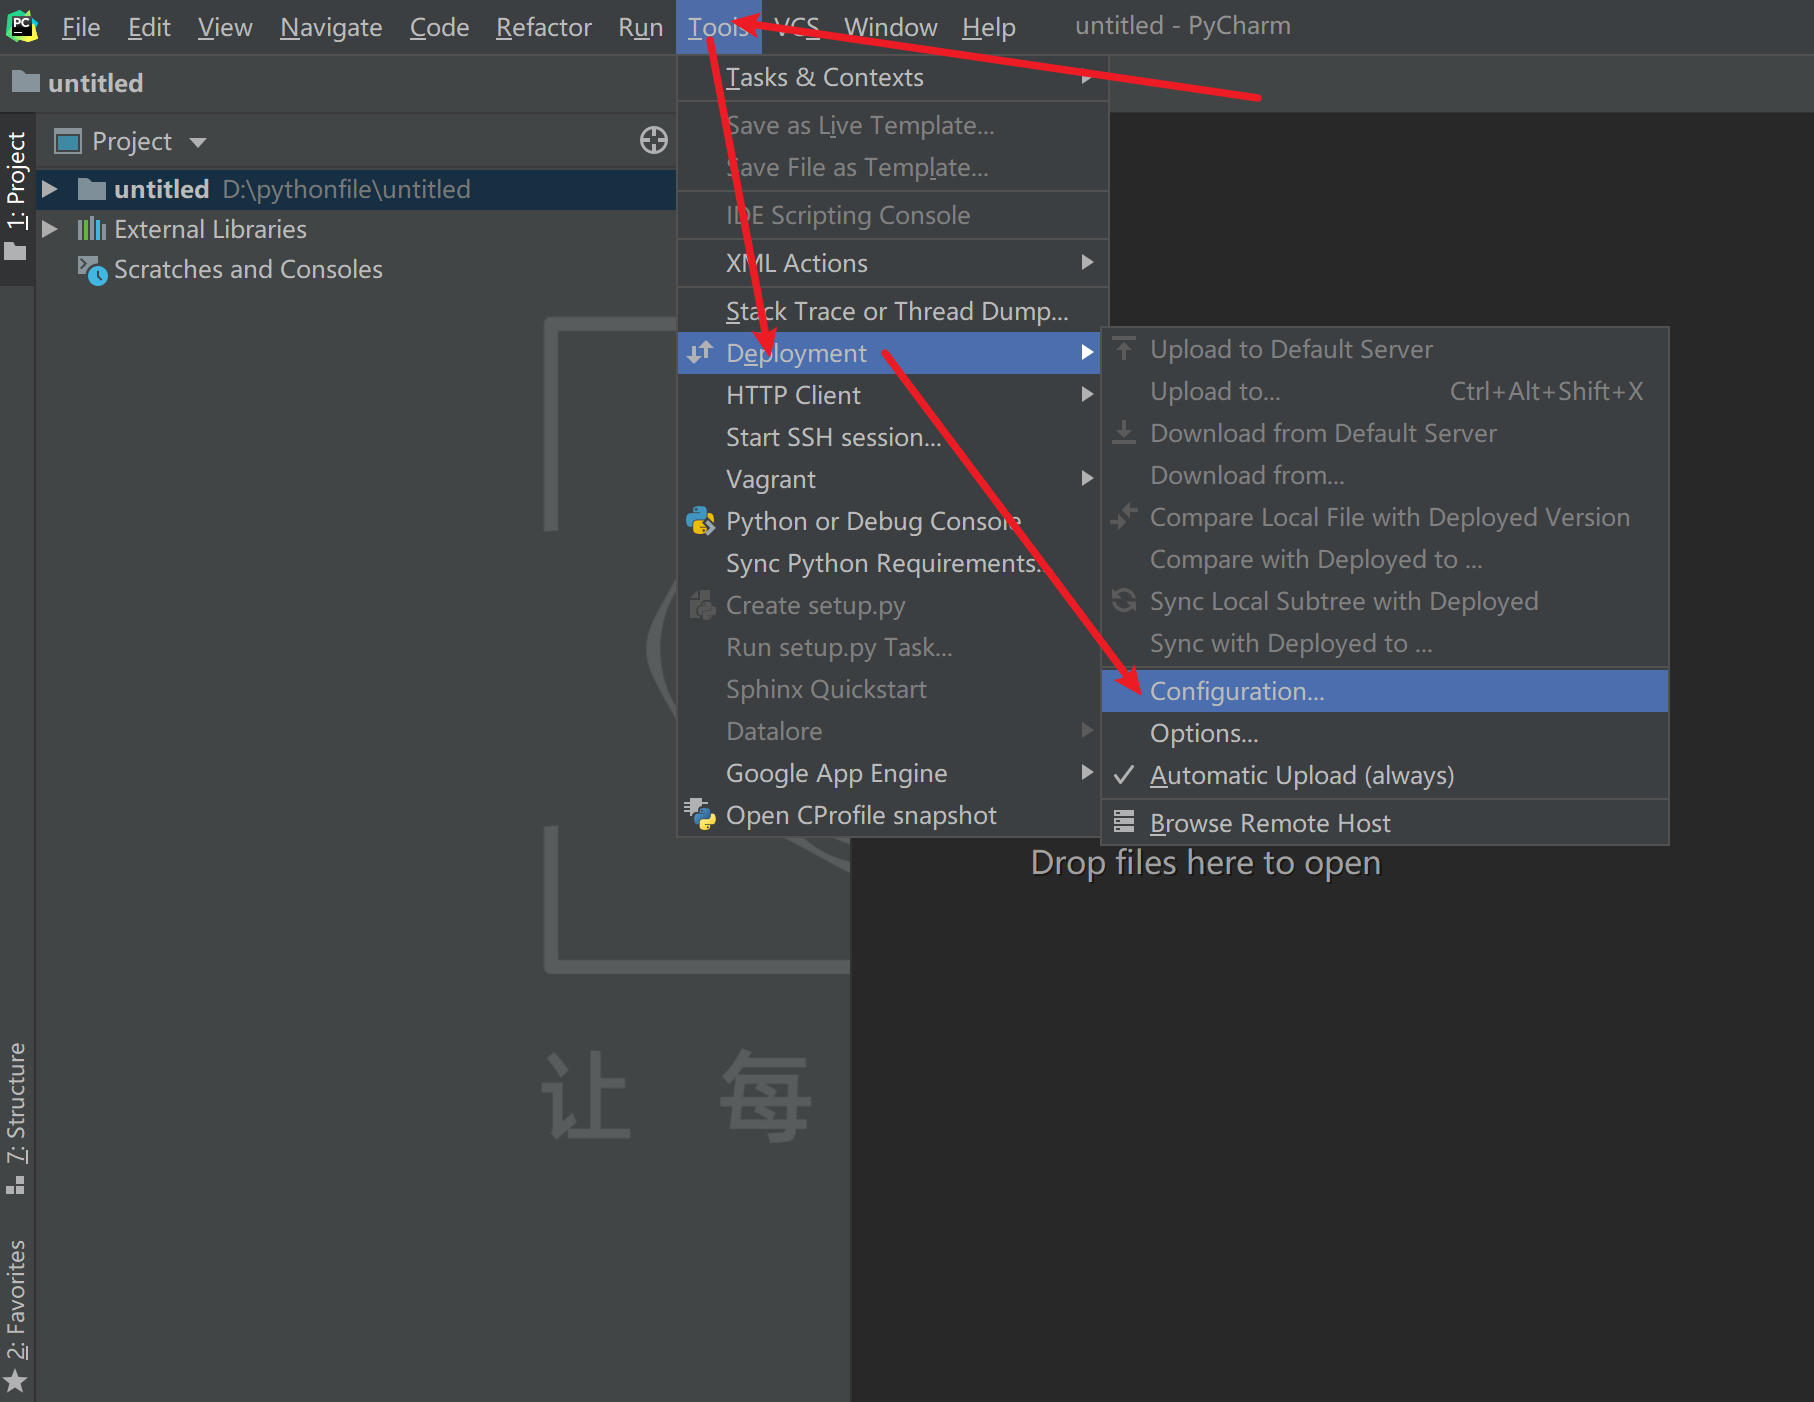 PC
File Edit View Navigate Code Refactor Run Tools VCS Window Help untitled - PyCharm
untitled
Project
untitled D:\pythonfile\untitled
External Libraries
Scratches and Consoles
1: Project
7: Structure
2: Favorites
Tasks & Contexts
Save as Live Template...
Save File as Template...
IDE Scripting Console
XML Actions
Stack Trace or Thread Dump...
Deployment
HTTP Client
Start SSH session...
Vagrant
Python or Debug Console
Sync Python Requirements...
Create setup.py
Run setup.py Task...
Sphinx Quickstart
Datalore
Google App Engine
Open CProfile snapshot
Upload to Default Server
Upload to... Ctrl+Alt+Shift+X
Download from Default Server
Download from...
Compare Local File with Deployed Version
Compare with Deployed to ...
Sync Local Subtree with Deployed
Sync with Deployed to ...
Configuration...
Options...
Automatic Upload (always)
Browse Remote Host
Drop files here to open
让 每